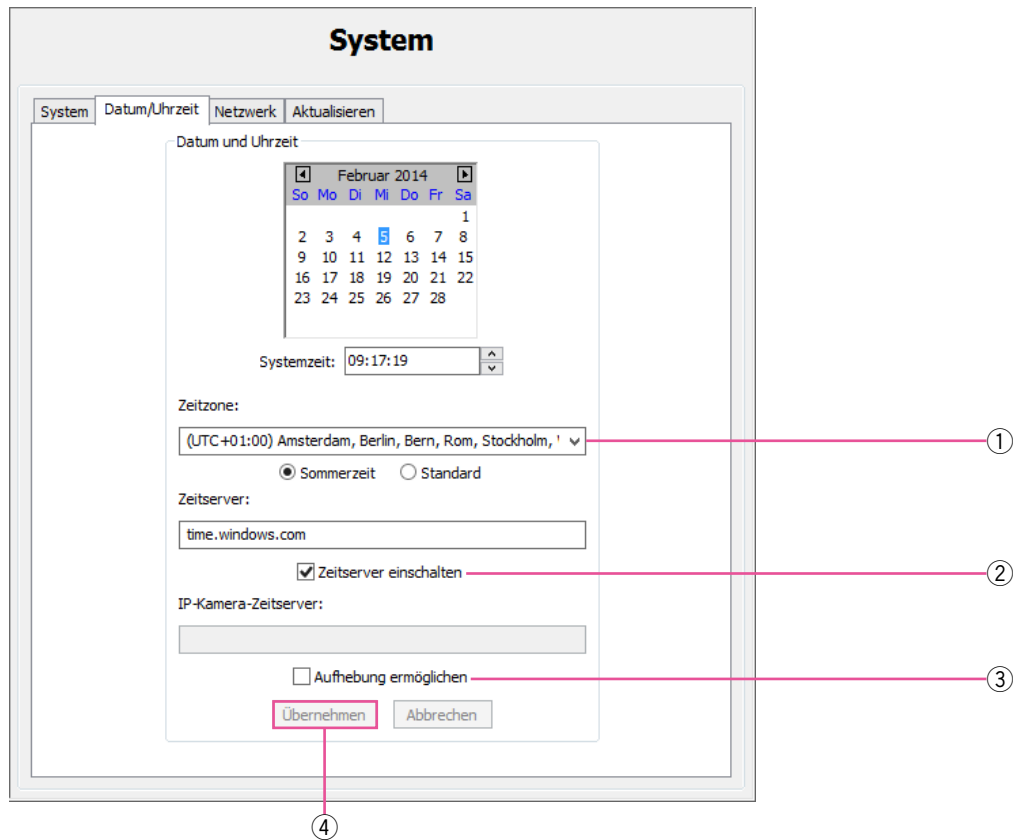 System
System Datum/Uhrzeit Netzwerk Aktualisieren
Datum und Uhrzeit
Februar 2014
So Mo Di Mi Do Fr Sa
1
2 3 4 5 6 7 8
9 10 11 12 13 14 15
16 17 18 19 20 21 22
23 24 25 26 27 28
Systemzeit: 09:17:19
Zeitzone:
(UTC+01:00) Amsterdam, Berlin, Bern, Rom, Stockholm,
①
Sommerzeit Standard
Zeitserver:
time.windows.com
Zeitserver einschalten
②
IP-Kamera-Zeitserver:
Aufhebung ermöglichen
③
Übernehmen Abbrechen
④